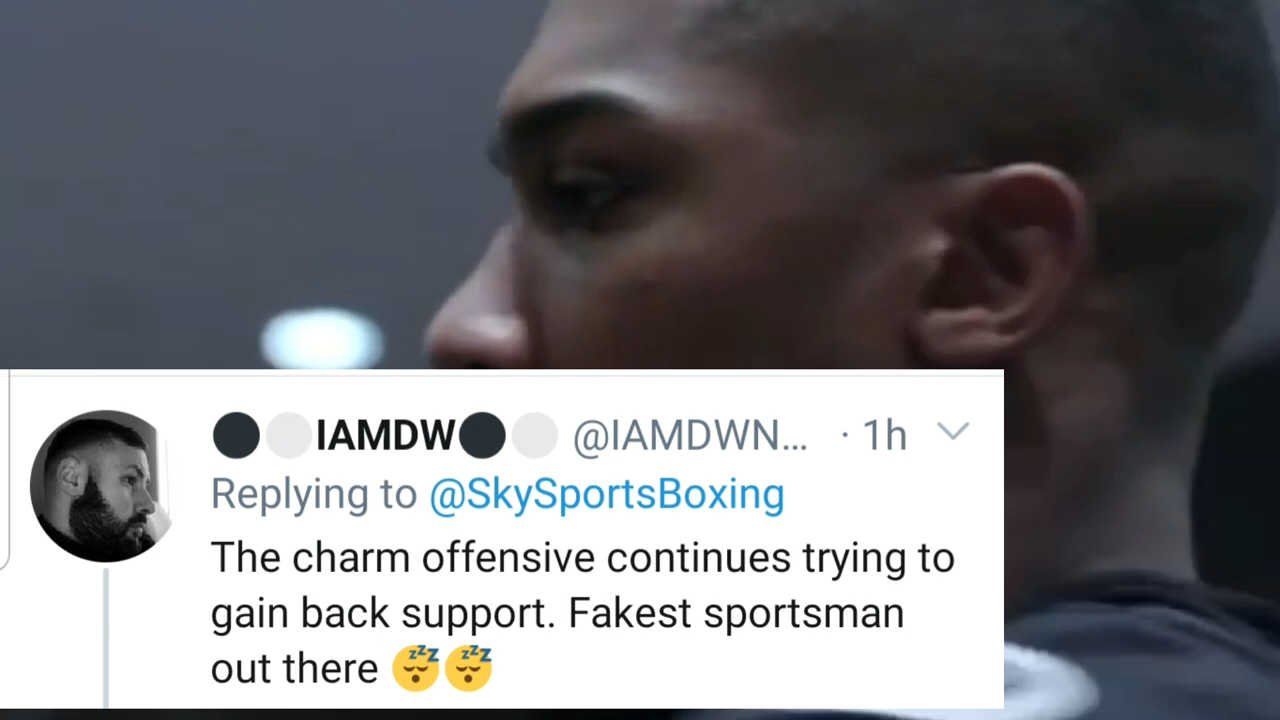 ⚫⚪IAMDW⚫⚪ @IAMDWN... · 1h
Replying to @SkySportsBoxing
The charm offensive continues trying to
gain back support. Fakest sportsman
out there 😴😴